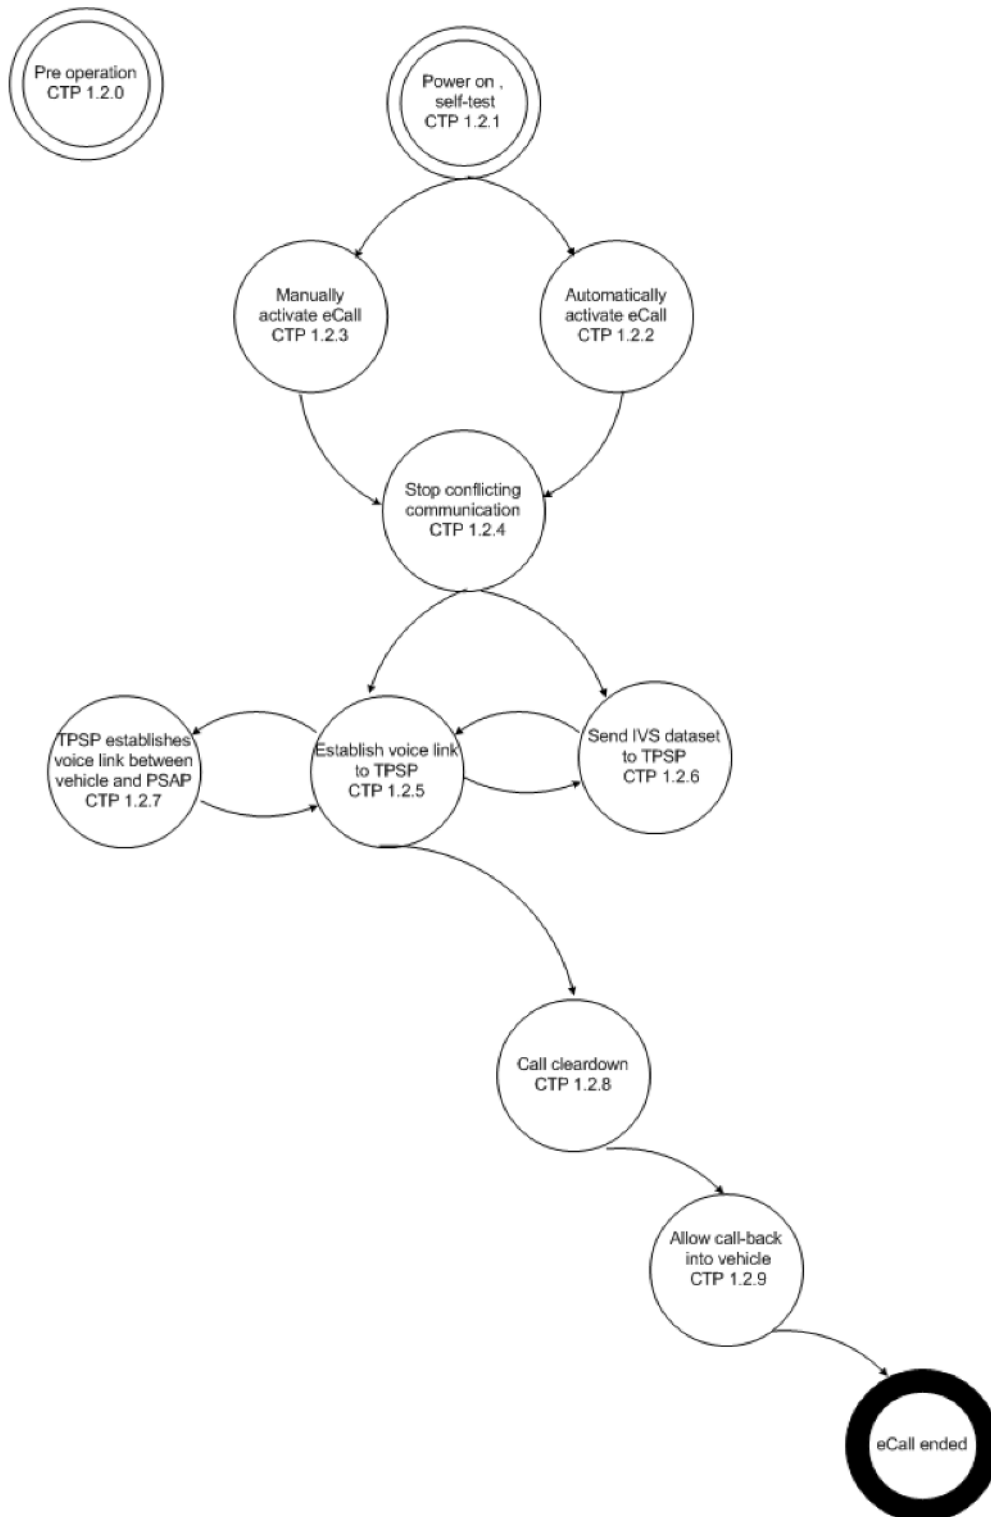 Pre operation
CTP 1.2.0
Power on ,
self-test
CTP 1.2.1
Manually
activate eCall
CTP 1.2.3
Automatically
activate eCall
CTP 1.2.2
Stop conflicting
communication
CTP 1.2.4
TPSP establishes
voice link between
vehicle and PSAP
CTP 1.2.7
Establish voice link
to TPSP
CTP 1.2.5
Send IVS dataset
to TPSP
CTP 1.2.6
Call cleardown
CTP 1.2.8
Allow call-back
into vehicle
CTP 1.2.9
eCall ended